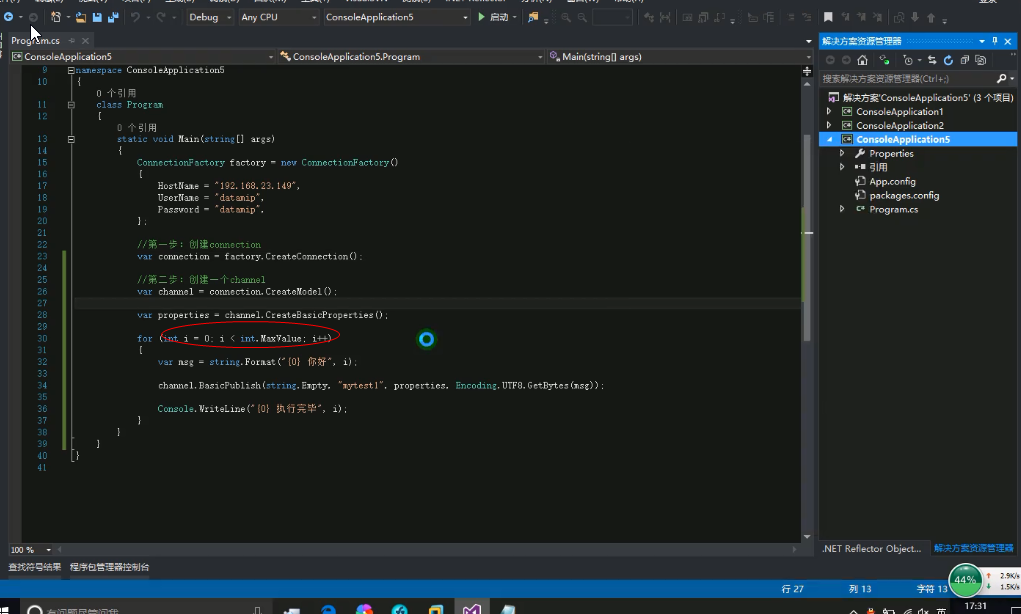 Debug Any CPU ConsoleApplication5 启动
Program.cs
ConsoleApplication5 ConsoleApplication5.Program Main(string[] args)
9 namespace ConsoleApplication5
10 {
0 个引用
11 class Program
12 {
0 个引用
13 static void Main(string[] args)
14 {
15 ConnectionFactory factory = new ConnectionFactory()
16 {
17 HostName = "192.168.23.149",
18 UserName = "datamip",
19 Password = "datamip",
20 };
21
22 //第一步：创建connection
23 var connection = factory.CreateConnection();
24
25 //第二步：创建一个channel
26 var channel = connection.CreateModel();
27
28 var properties = channel.CreateBasicProperties();
29
30 for (int i = 0; i < int.MaxValue; i++)
31 {
32 var msg = string.Format("{0} 你好", i);
33
34 channel.BasicPublish(string.Empty, "mytest1", properties, Encoding.UTF8.GetBytes(msg));
35
36 Console.WriteLine("{0} 执行完毕", i);
37 }
38 }
39 }
40 }
41
100 %
查找符号结果 程序包管理器控制台
解决方案资源管理器
搜索解决方案资源管理器(Ctrl+;)
解决方案'ConsoleApplication5' (3 个项目)
ConsoleApplication1
ConsoleApplication2
ConsoleApplication5
Properties
引用
App.config
packages.config
Program.cs
.NET Reflector Object... 解决方案资源管理器
行 27 列 13 字符 13
44% 2.9K/s
1.5K/s
17:31